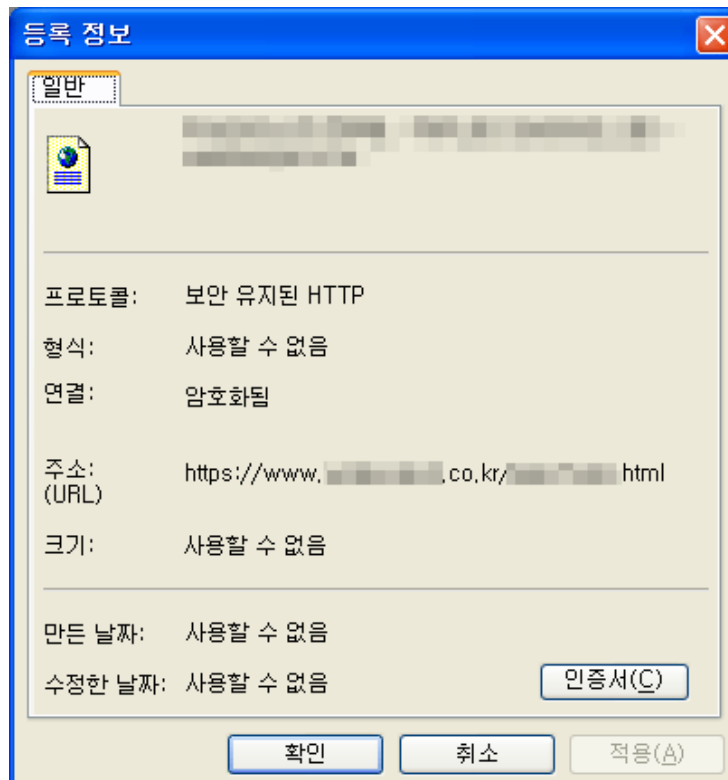 등록 정보
일반
프로토콜: 보안 유지된 HTTP
형식: 사용할 수 없음
연결: 암호화됨
주소: https://www. .co.kr/ html
(URL)
크기: 사용할 수 없음
만든 날짜: 사용할 수 없음
수정한 날짜: 사용할 수 없음 인증서(C)
확인 취소 적용(A)